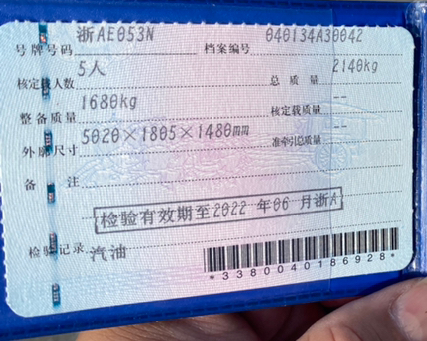 号牌号码 浙AE053N 档案编号 040134A30042
核定载人数 5人 总质量 2140kg
整备质量 1680kg 核定载质量 --
外廓尺寸 5020×1805×1480mm 准牵引总质量 --
备注
检验有效期至2022年06月浙A
检验记录 汽油
*3380040186928*